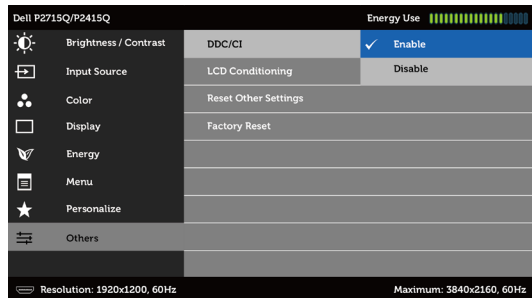 Dell P2715Q/P2415Q Energy Use
Brightness / Contrast DDC/CI Enable
Input Source LCD Conditioning Disable
Color Reset Other Settings
Display Factory Reset
Energy
Menu
Personalize
Others
Resolution: 1920x1200, 60Hz Maximum: 3840x2160, 60Hz